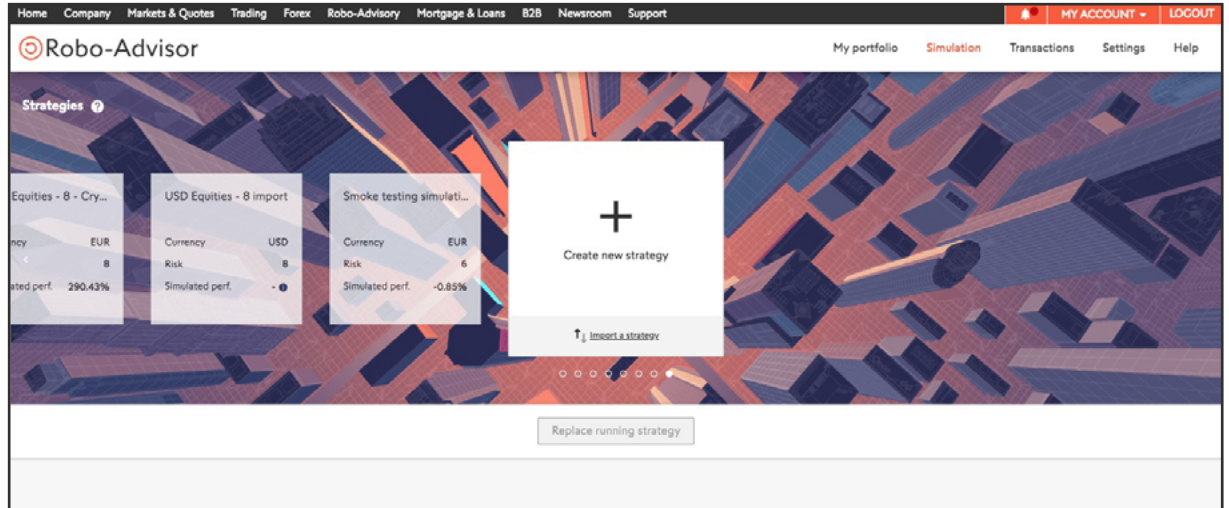 Home Company Markets & Quotes Trading Forex Robo-Advisory Mortgage & Loans B2B Newsroom Support MY ACCOUNT LOGOUT
Robo-Advisor My portfolio Simulation Transactions Settings Help
Strategies ?
Equities - 8 - Cry...
ncy EUR
8
ated perf. 290.43%
USD Equities - 8 import
Currency USD
Risk 8
Simulated perf. -
Smoke testing simulati...
Currency EUR
Risk 6
Simulated perf. -0.85%
+
Create new strategy
Import a strategy
Replace running strategy